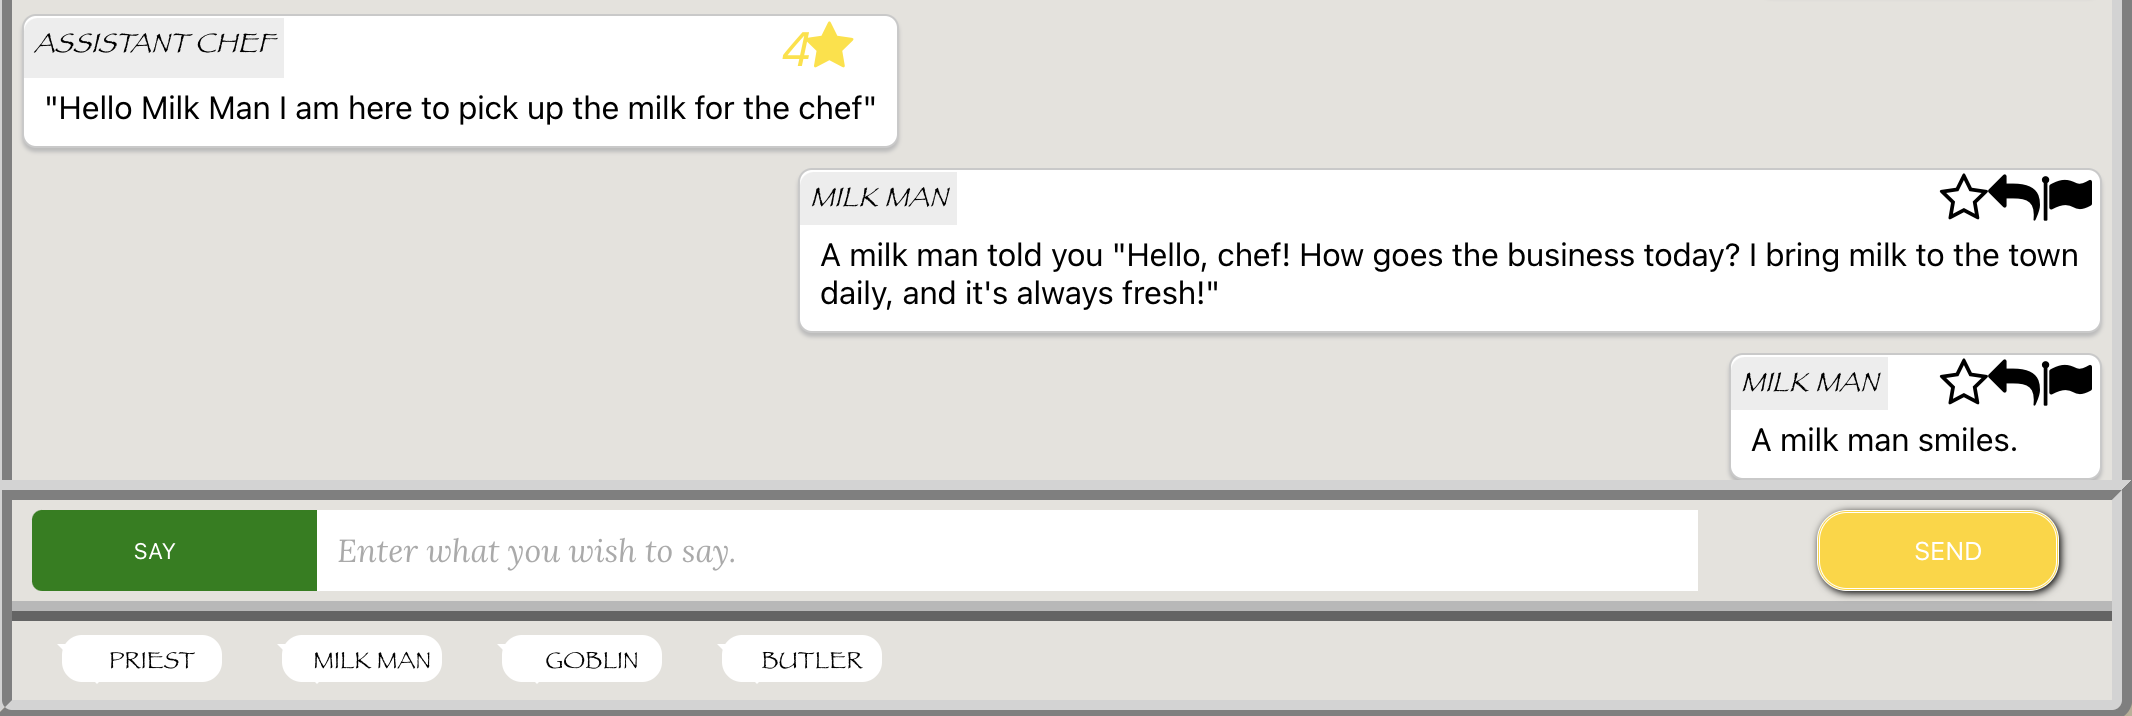 ASSISTANT CHEF
4
"Hello Milk Man I am here to pick up the milk for the chef"
MILK MAN
A milk man told you "Hello, chef! How goes the business today? I bring milk to the town
daily, and it's always fresh!"
MILK MAN
A milk man smiles.
SAY
Enter what you wish to say.
SEND
PRIEST
MILK MAN
GOBLIN
BUTLER